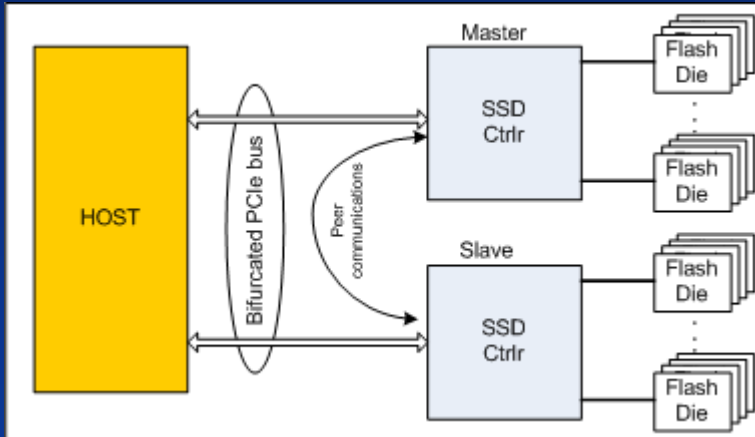 Master
Flash
Die
SSD
Ctrlr
Flash
Die
HOST
Bifurcated PCIe bus
Peer
communications
Slave
Flash
Die
SSD
Ctrlr
Flash
Die